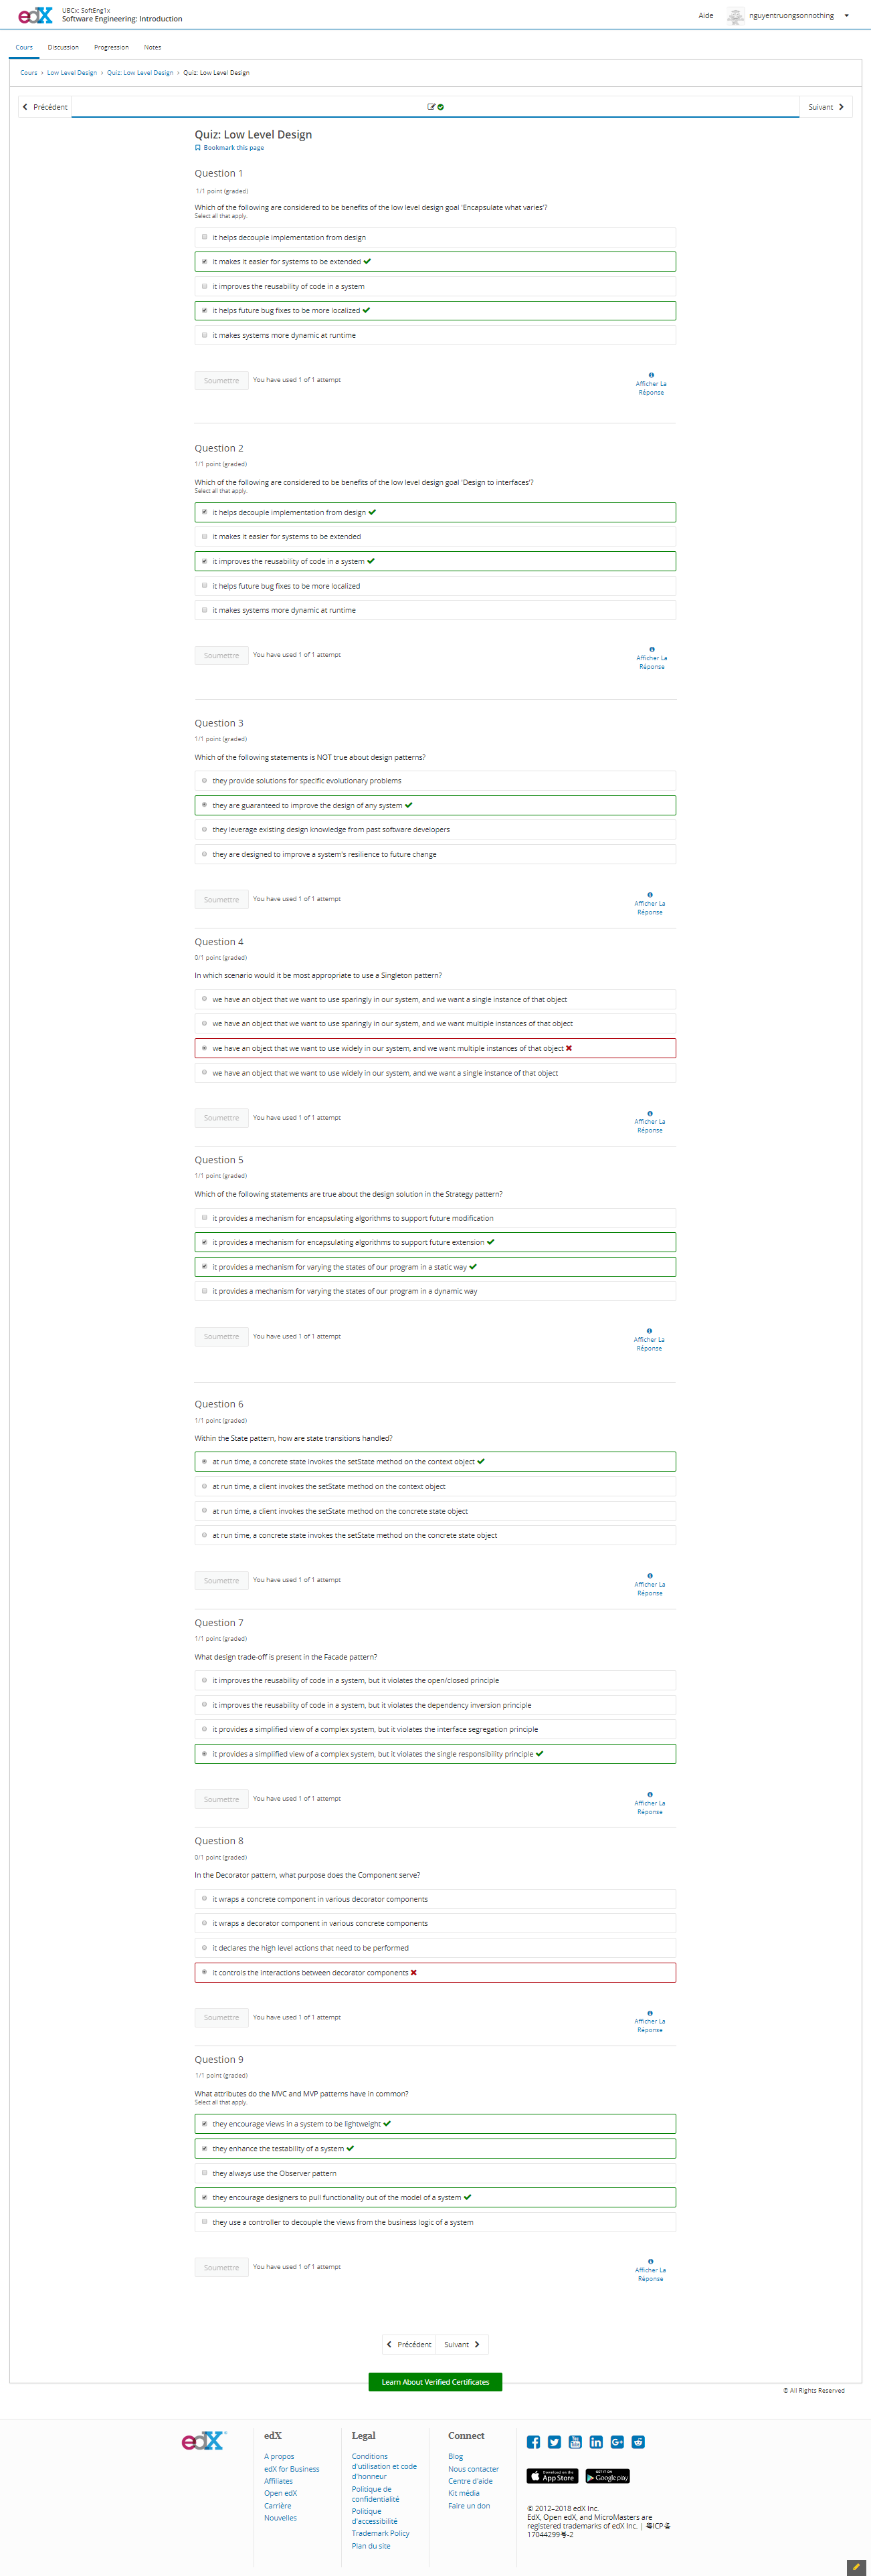 edX
UBCx: SoftEng1x
Software Engineering: Introduction
Aide
nguyentruongsonnothing
Cours
Discussion
Progression
Notes
Cours › Low Level Design › Quiz: Low Level Design › Quiz: Low Level Design
Précédent
Suivant
Quiz: Low Level Design
Bookmark this page
Question 1
1/1 point (graded)
Which of the following are considered to be benefits of the low level design goal 'Encapsulate what varies'?
Select all that apply.
it helps decouple implementation from design
it makes it easier for systems to be extended
it improves the reusability of code in a system
it helps future bug fixes to be more localized
it makes systems more dynamic at runtime
Soumettre
You have used 1 of 1 attempt
Afficher La
Réponse
Question 2
1/1 point (graded)
Which of the following are considered to be benefits of the low level design goal 'Design to interfaces'?
Select all that apply.
it helps decouple implementation from design
it makes it easier for systems to be extended
it improves the reusability of code in a system
it helps future bug fixes to be more localized
it makes systems more dynamic at runtime
Soumettre
You have used 1 of 1 attempt
Afficher La
Réponse
Question 3
1/1 point (graded)
Which of the following statements is NOT true about design patterns?
they provide solutions for specific evolutionary problems
they are guaranteed to improve the design of any system
they leverage existing design knowledge from past software developers
they are designed to improve a system's resilience to future change
Soumettre
You have used 1 of 1 attempt
Afficher La
Réponse
Question 4
0/1 point (graded)
In which scenario would it be most appropriate to use a Singleton pattern?
we have an object that we want to use sparingly in our system, and we want a single instance of that object
we have an object that we want to use sparingly in our system, and we want multiple instances of that object
we have an object that we want to use widely in our system, and we want multiple instances of that object
we have an object that we want to use widely in our system, and we want a single instance of that object
Soumettre
You have used 1 of 1 attempt
Afficher La
Réponse
Question 5
1/1 point (graded)
Which of the following statements are true about the design solution in the Strategy pattern?
it provides a mechanism for encapsulating algorithms to support future modification
it provides a mechanism for encapsulating algorithms to support future extension
it provides a mechanism for varying the states of our program in a static way
it provides a mechanism for varying the states of our program in a dynamic way
Soumettre
You have used 1 of 1 attempt
Afficher La
Réponse
Question 6
1/1 point (graded)
Within the State pattern, how are state transitions handled?
at run time, a concrete state invokes the setState method on the context object
at run time, a client invokes the setState method on the context object
at run time, a client invokes the setState method on the concrete state object
at run time, a concrete state invokes the setState method on the concrete state object
Soumettre
You have used 1 of 1 attempt
Afficher La
Réponse
Question 7
1/1 point (graded)
What design trade-off is present in the Facade pattern?
it improves the reusability of code in a system, but it violates the open/closed principle
it improves the reusability of code in a system, but it violates the dependency inversion principle
it provides a simplified view of a complex system, but it violates the interface segregation principle
it provides a simplified view of a complex system, but it violates the single responsibility principle
Soumettre
You have used 1 of 1 attempt
Afficher La
Réponse
Question 8
0/1 point (graded)
In the Decorator pattern, what purpose does the Component serve?
it wraps a concrete component in various decorator components
it wraps a decorator component in various concrete components
it declares the high level actions that need to be performed
it controls the interactions between decorator components
Soumettre
You have used 1 of 1 attempt
Afficher La
Réponse
Question 9
1/1 point (graded)
What attributes do the MVC and MVP patterns have in common?
Select all that apply.
they encourage views in a system to be lightweight
they enhance the testability of a system
they always use the Observer pattern
they encourage designers to pull functionality out of the model of a system
they use a controller to decouple the views from the business logic of a system
Soumettre
You have used 1 of 1 attempt
Afficher La
Réponse
Précédent
Suivant
Learn About Verified Certificates
© All Rights Reserved
edX
edX
A propos
edX for Business
Affiliates
Open edX
Carrière
Nouvelles
Legal
Conditions
d'utilisation et code
d'honneur
Politique de
confidentialité
Politique
d'accessibilité
Trademark Policy
Plan du site
Connect
Blog
Nous contacter
Centre d'aide
Kit média
Faire un don
Download on the
App Store
GET IT ON
Google play
© 2012–2018 edX Inc.
EdX, Open edX, and MicroMasters are
registered trademarks of edX Inc. | 粤ICP备
17044299号-2